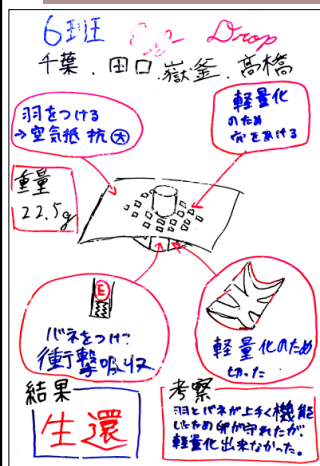 6班 Egg Drop
千葉、田口、嶽釜、髙橋
羽をつける
→空気抵抗㊅
軽量化
のため
穴をあける
重量
22.5g
E
バネをつけ
衝撃吸収
軽量化のため
切った
結果
生還
考察
羽とバネが上手く機能
したため卵が守れたが、
軽量化出来なかった。